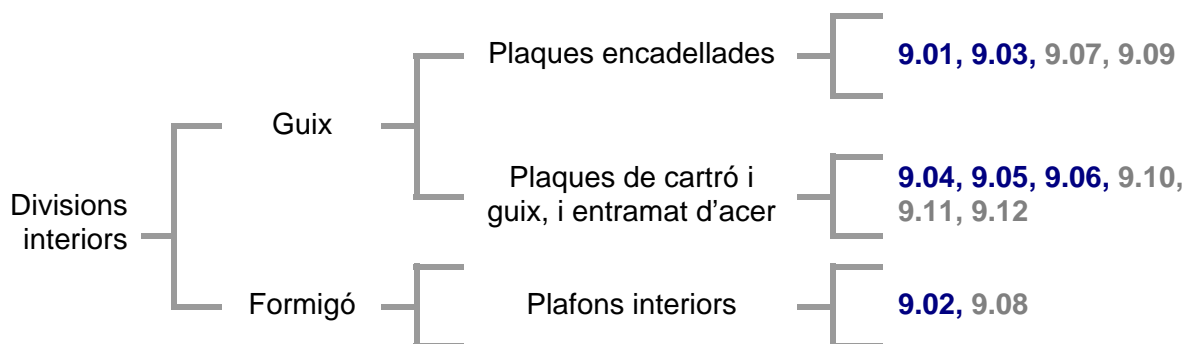 Divisions
interiors
Guix
Plaques encadellades
9.01, 9.03, 9.07, 9.09
Plaques de cartró i
guix, i entramat d'acer
9.04, 9.05, 9.06, 9.10,
9.11, 9.12
Formigó
Plafons interiors
9.02, 9.08